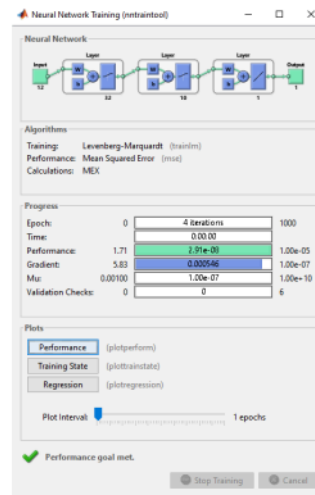 Neural Network Training (nntraintool)
Neural Network
Layer Layer Layer
Input Output
W W W
b b b
12 1
32 10 1
Algorithms
Training: Levenberg-Marquardt (trainlm)
Performance: Mean Squared Error (mse)
Calculations: MEX
Progress
Epoch: 0 4 iterations 1000
Time: 0:00:00
Performance: 1.71 1.00e-05
Gradient: 5.83 0.000546 1.00e-07
Mu: 0.00100 1.00e-07 1.00e+10
Validation Checks: 0 0 6
Plots
Performance (plotperform)
Training State (plottrainstate)
Regression (plotregression)
Plot Interval: 1 epochs
Performance goal met.
Stop Training Cancel